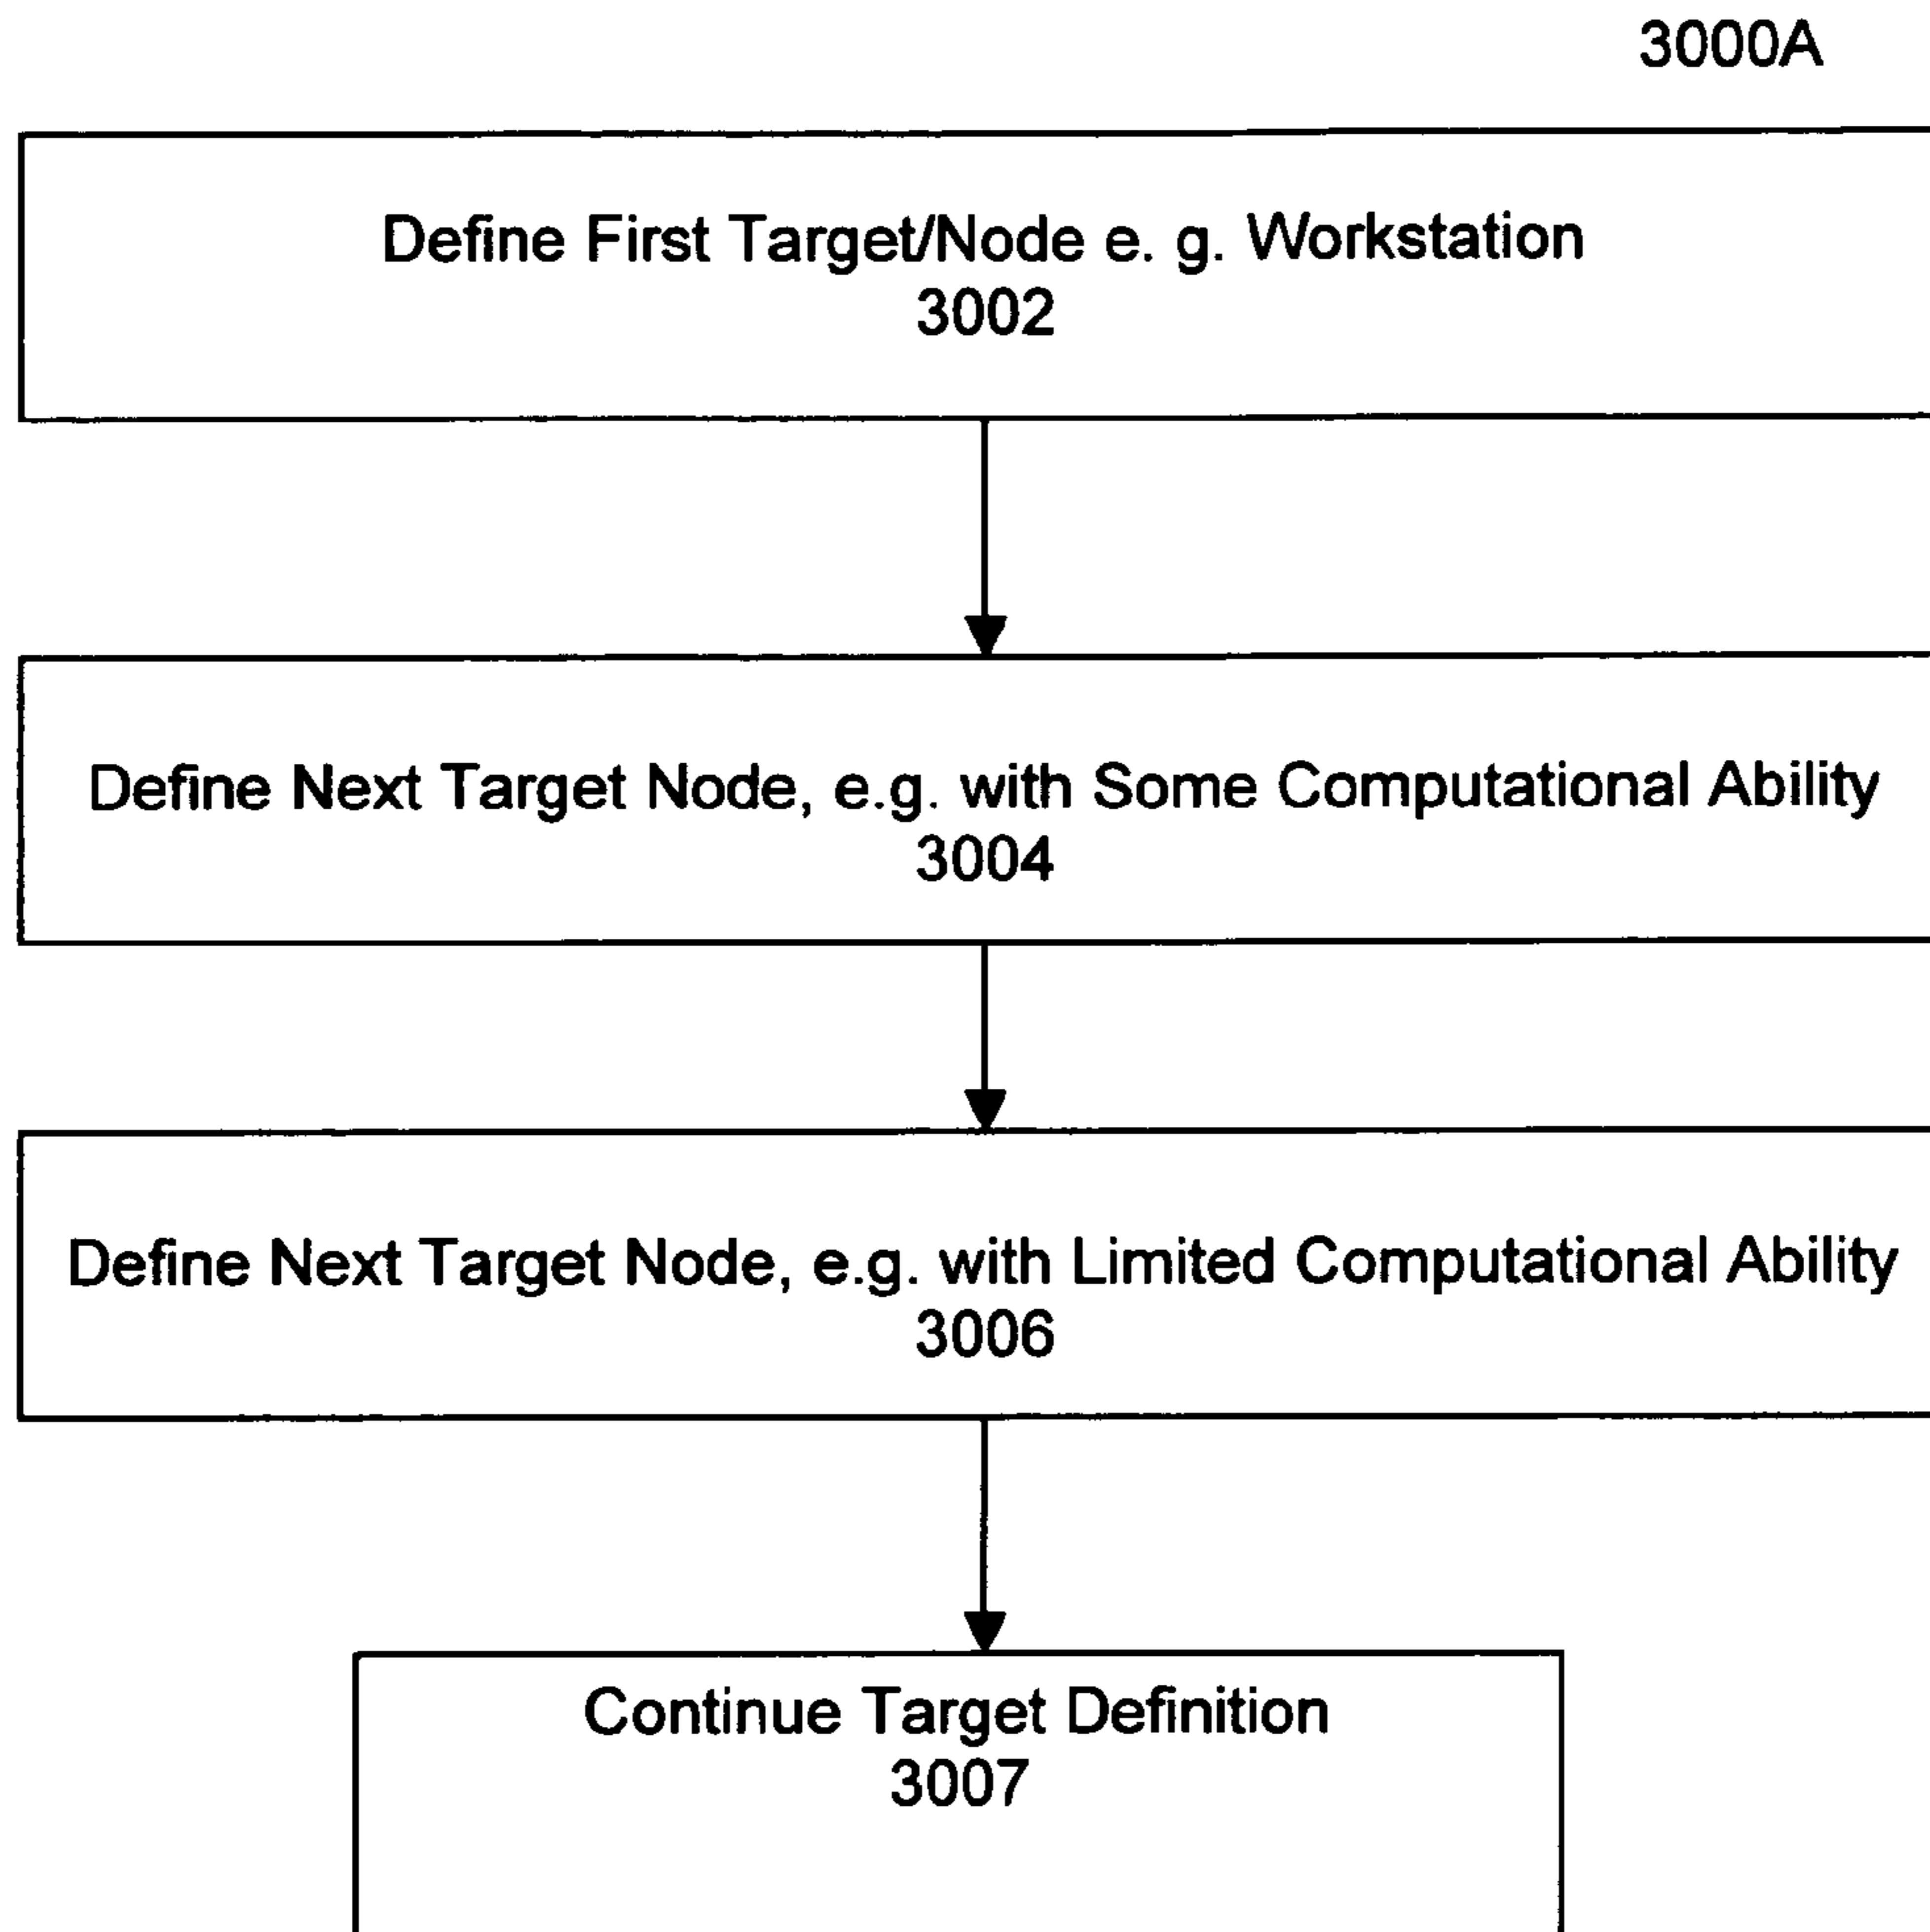 3000A
Define First Target/Node e. g. Workstation
3002
Define Next Target Node, e.g. with Some Computational Ability
3004
Define Next Target Node, e.g. with Limited Computational Ability
3006
Continue Target Definition
3007